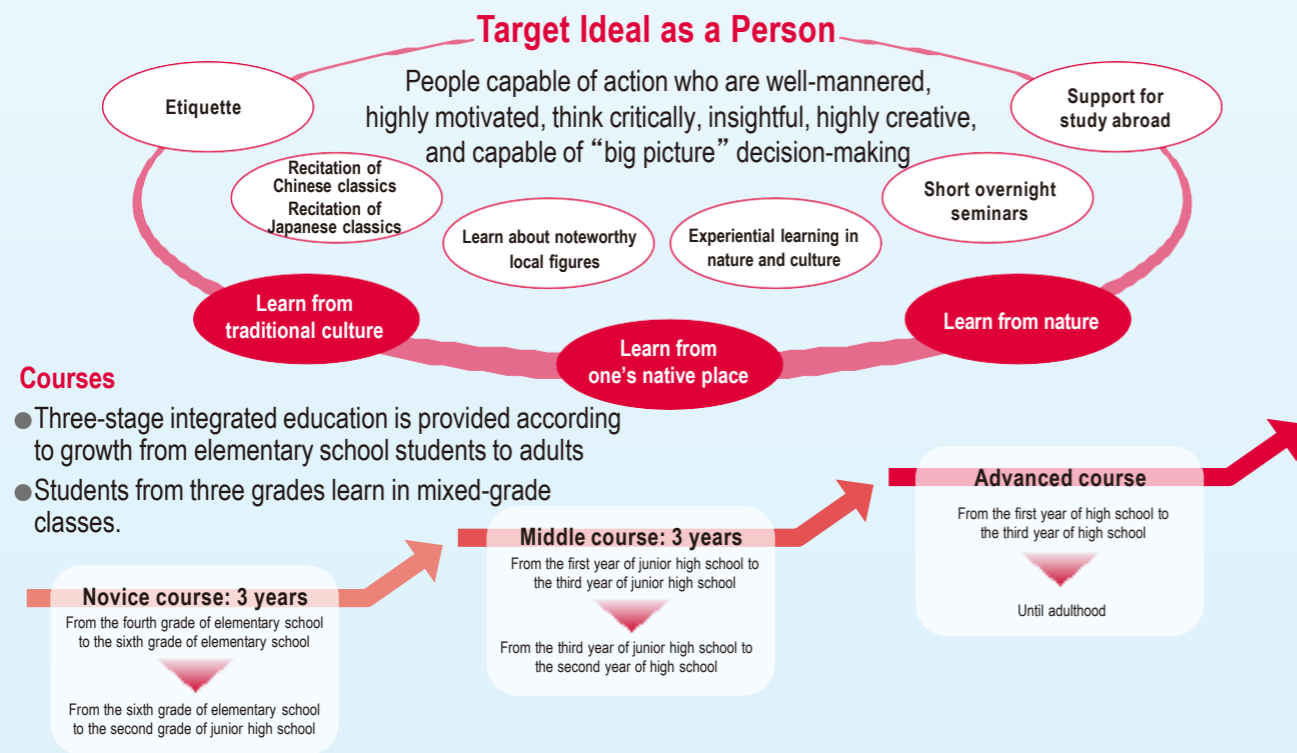 Target Ideal as a Person
People capable of action who are well-mannered,
highly motivated, think critically, insightful, highly creative,
and capable of “big picture” decision-making
Etiquette
Support for
study abroad
Recitation of
Chinese classics
Recitation of
Japanese classics
Short overnight
seminars
Learn about noteworthy
local figures
Experiential learning in
nature and culture
Learn from
traditional culture
Learn from
one’s native place
Learn from nature
Courses
●Three-stage integrated education is provided according
to growth from elementary school students to adults
●Students from three grades learn in mixed-grade
classes.
Novice course: 3 years
From the fourth grade of elementary school
to the sixth grade of elementary school
From the sixth grade of elementary school
to the second grade of junior high school
Middle course: 3 years
From the first year of junior high school to
the third year of junior high school
From the third year of junior high school to
the second year of high school
Advanced course
From the first year of high school to
the third year of high school
Until adulthood